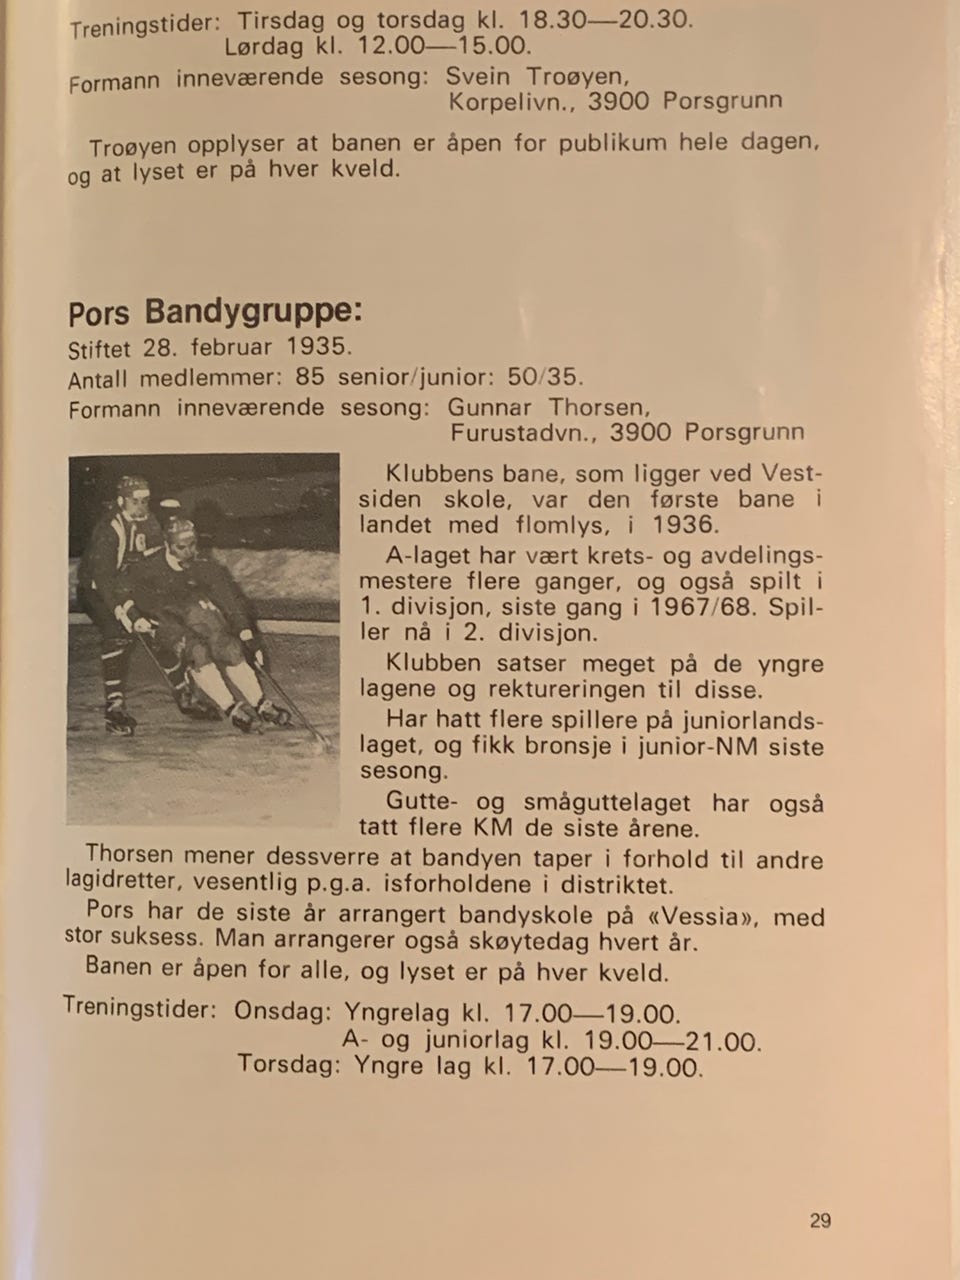 Treningstider: Tirsdag og torsdag kl. 18.30—20.30.
Lørdag kl. 12.00—15.00.
Formann inneværende sesong: Svein Troøyen,
Korpelivn., 3900 Porsgrunn
Troøyen opplyser at banen er åpen for publikum hele dagen,
og at lyset er på hver kveld.
Pors Bandygruppe:
Stiftet 28. februar 1935.
Antall medlemmer: 85 senior/junior: 50/35.
Formann inneværende sesong: Gunnar Thorsen,
Furustadvn., 3900 Porsgrunn
Klubbens bane, som ligger ved Vest-
siden skole, var den første bane i
landet med flomlys, i 1936.
A-laget har vært krets- og avdelings-
mestere flere ganger, og også spilt i
1. divisjon, siste gang i 1967/68. Spil-
ler nå i 2. divisjon.
Klubben satser meget på de yngre
lagene og rektureringen til disse.
Har hatt flere spillere på juniorlands-
laget, og fikk bronsje i junior-NM siste
sesong.
Gutte- og småguttelaget har også
tatt flere KM de siste årene.
Thorsen mener dessverre at bandyen taper i forhold til andre
lagidretter, vesentlig p.g.a. isforholdene i distriktet.
Pors har de siste år arrangert bandyskole på «Vessia», med
stor suksess. Man arrangerer også skøytedag hvert år.
Banen er åpen for alle, og lyset er på hver kveld.
Treningstider: Onsdag: Yngrelag kl. 17.00—19.00.
A- og juniorlag kl. 19.00—21.00.
Torsdag: Yngre lag kl. 17.00—19.00.
29